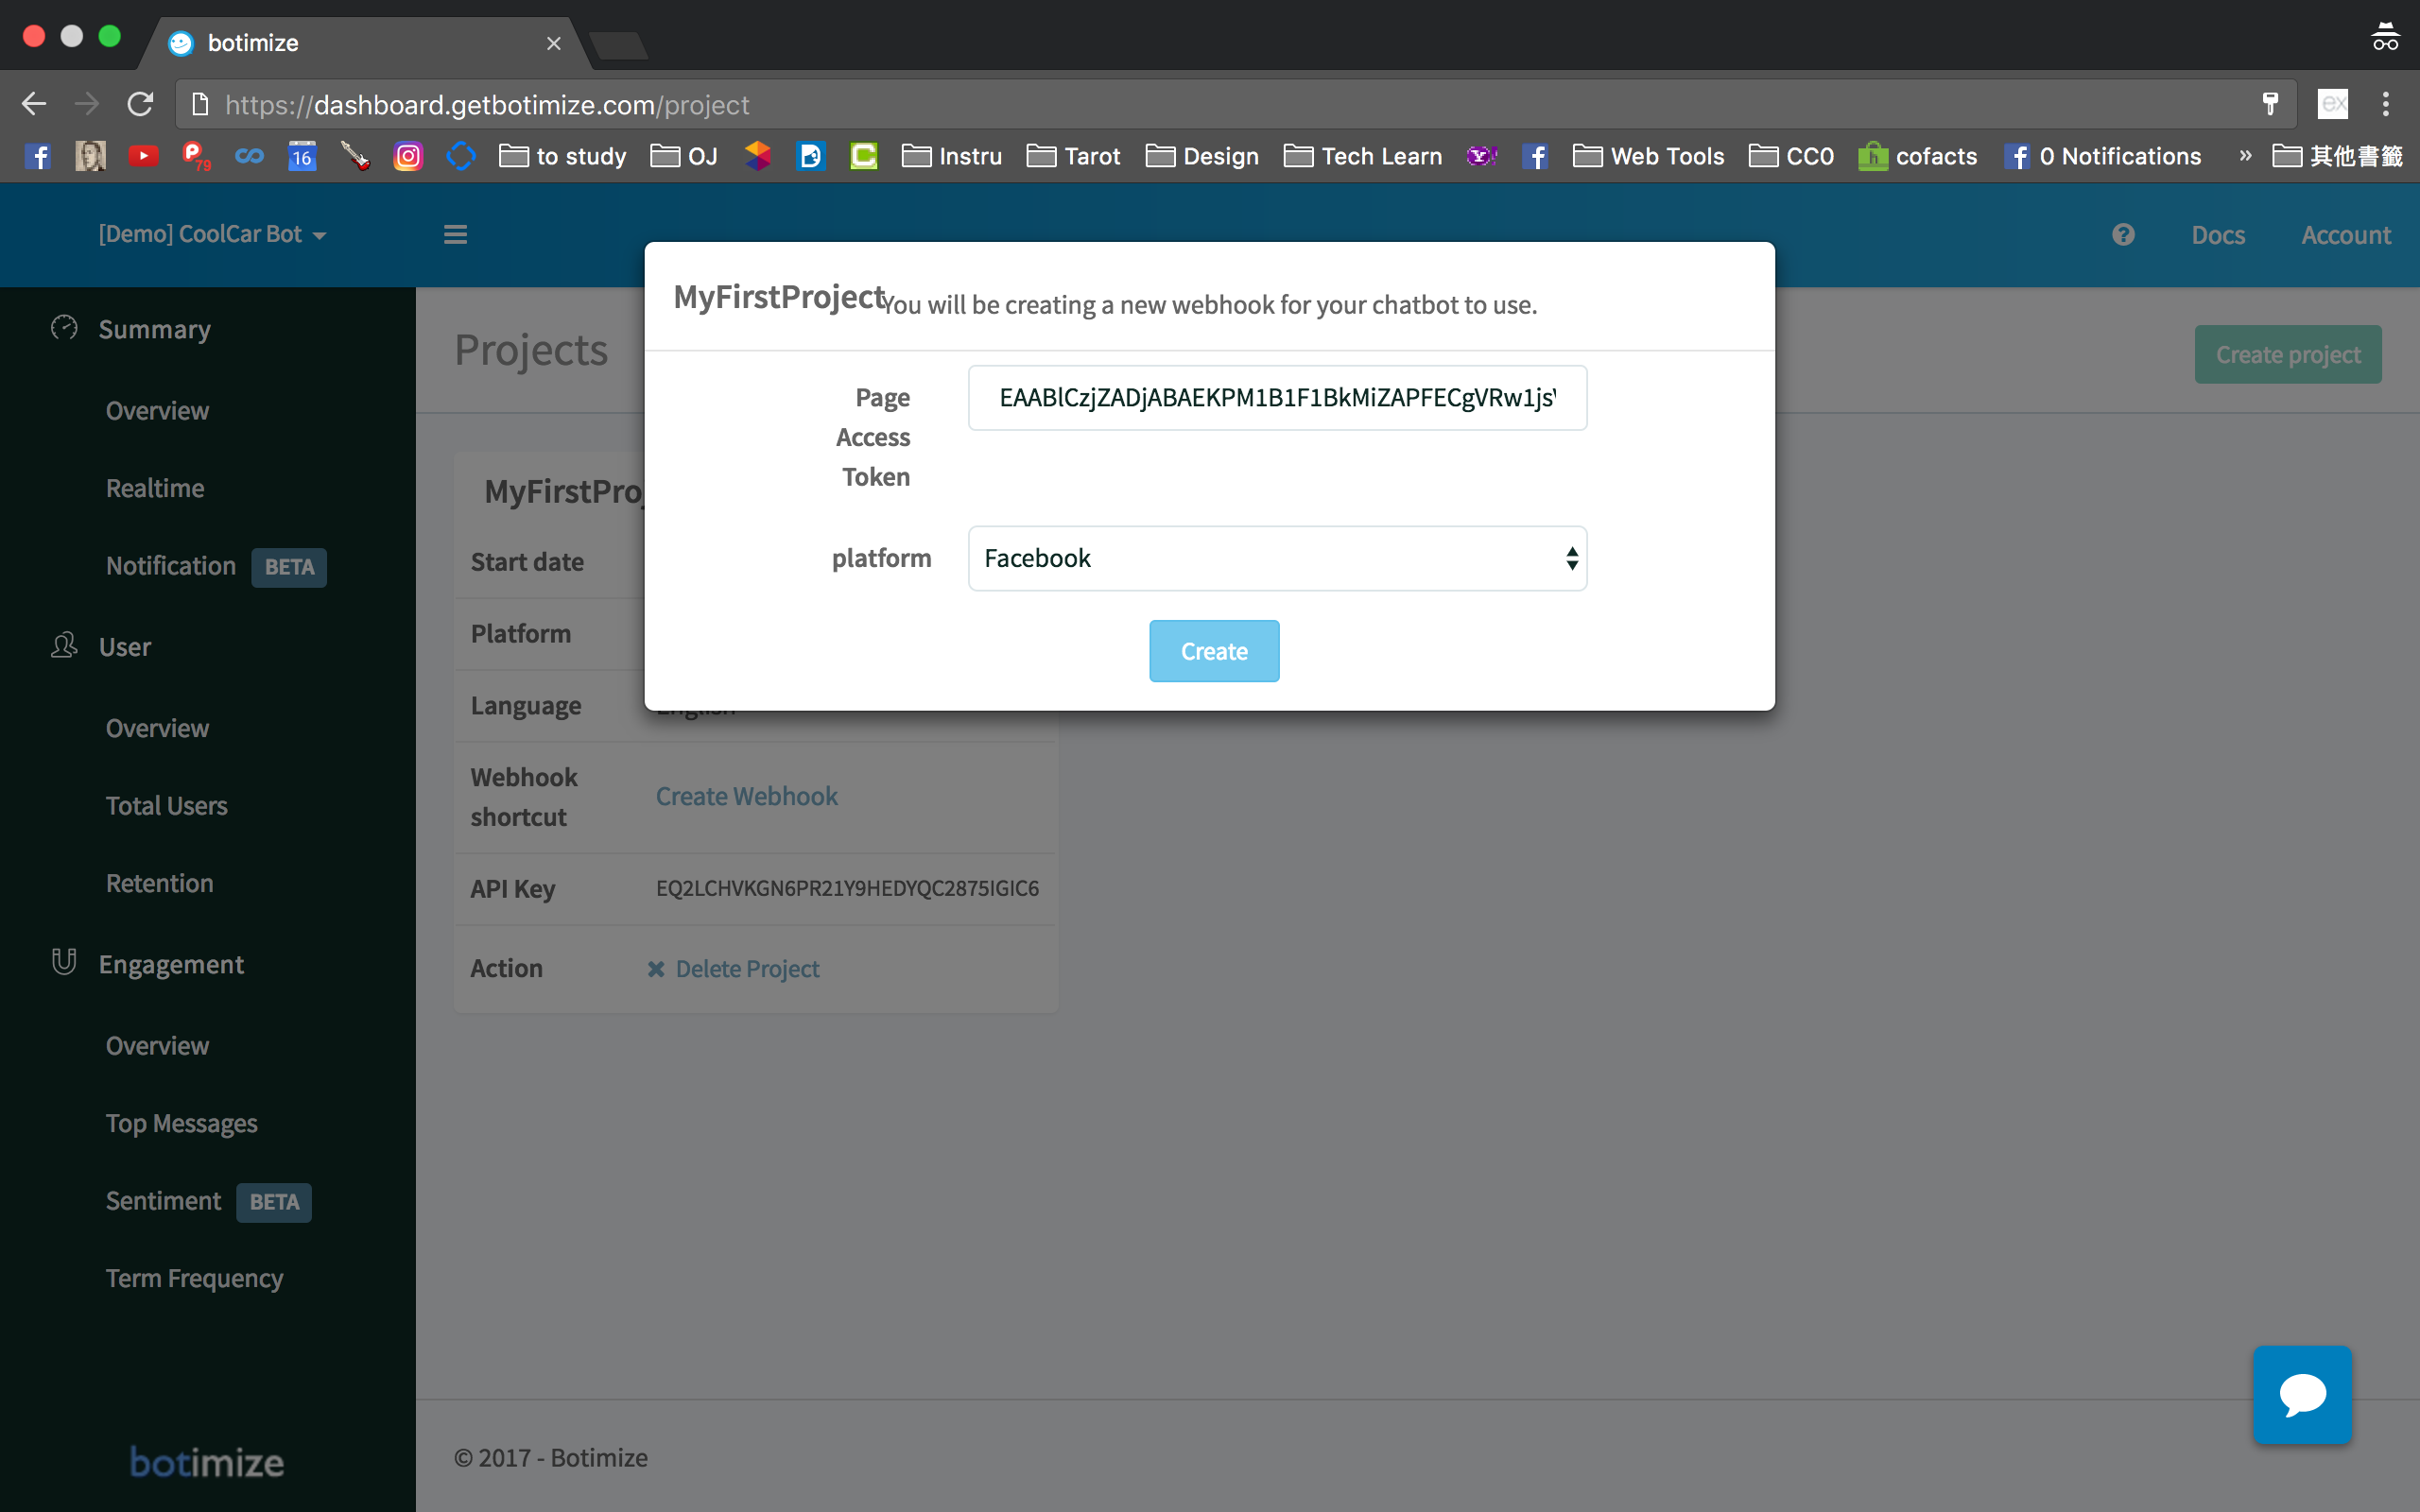 botimize
https://dashboard.getbotimize.com/project
79
16
to study
OJ
Instru
Tarot
Design
Tech Learn
Web Tools
CC0
cofacts
0 Notifications
»
其他書籤
[Demo] CoolCar Bot
Docs
Account
MyFirstProject
You will be creating a new webhook for your chatbot to use.
Page
Access
Token
EAABlCzjZADjABAEKPM1B1F1BkMiZAPFECgVRw1js
platform
Facebook
Create
Summary
Overview
Realtime
Notification BETA
User
Overview
Total Users
Retention
Engagement
Overview
Top Messages
Sentiment BETA
Term Frequency
botimize
Projects
Create project
MyFirstPro
Start date
Platform
Language English
Webhook
shortcut
Create Webhook
API Key EQ2LCHVKGN6PR21Y9HEDYQC2875IGIC6
Action Delete Project
© 2017 - Botimize